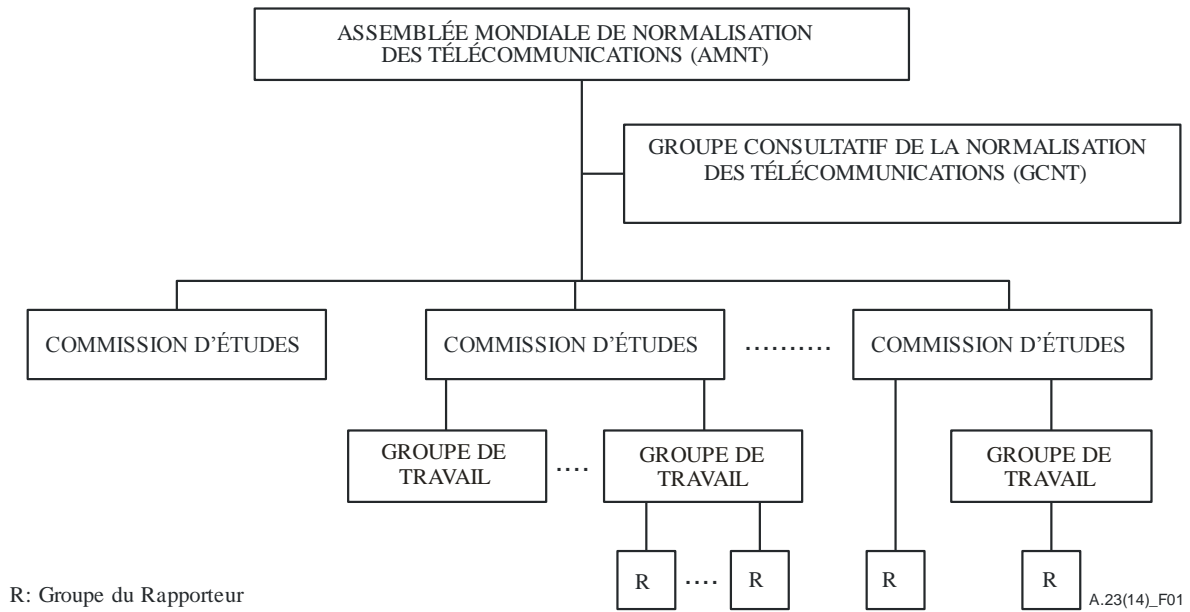 ASSEMBLÉE MONDIALE DE NORMALISATION
DES TÉLÉCOMMUNICATIONS (AMNT)
GROUPE CONSULTATIF DE LA NORMALISATION
DES TÉLÉCOMMUNICATIONS (GCNT)
COMMISSION D'ÉTUDES
COMMISSION D'ÉTUDES
..........
COMMISSION D'ÉTUDES
GROUPE DE
TRAVAIL
....
GROUPE DE
TRAVAIL
GROUPE DE
TRAVAIL
R
....
R
R
R
R: Groupe du Rapporteur
A.23(14)_F01